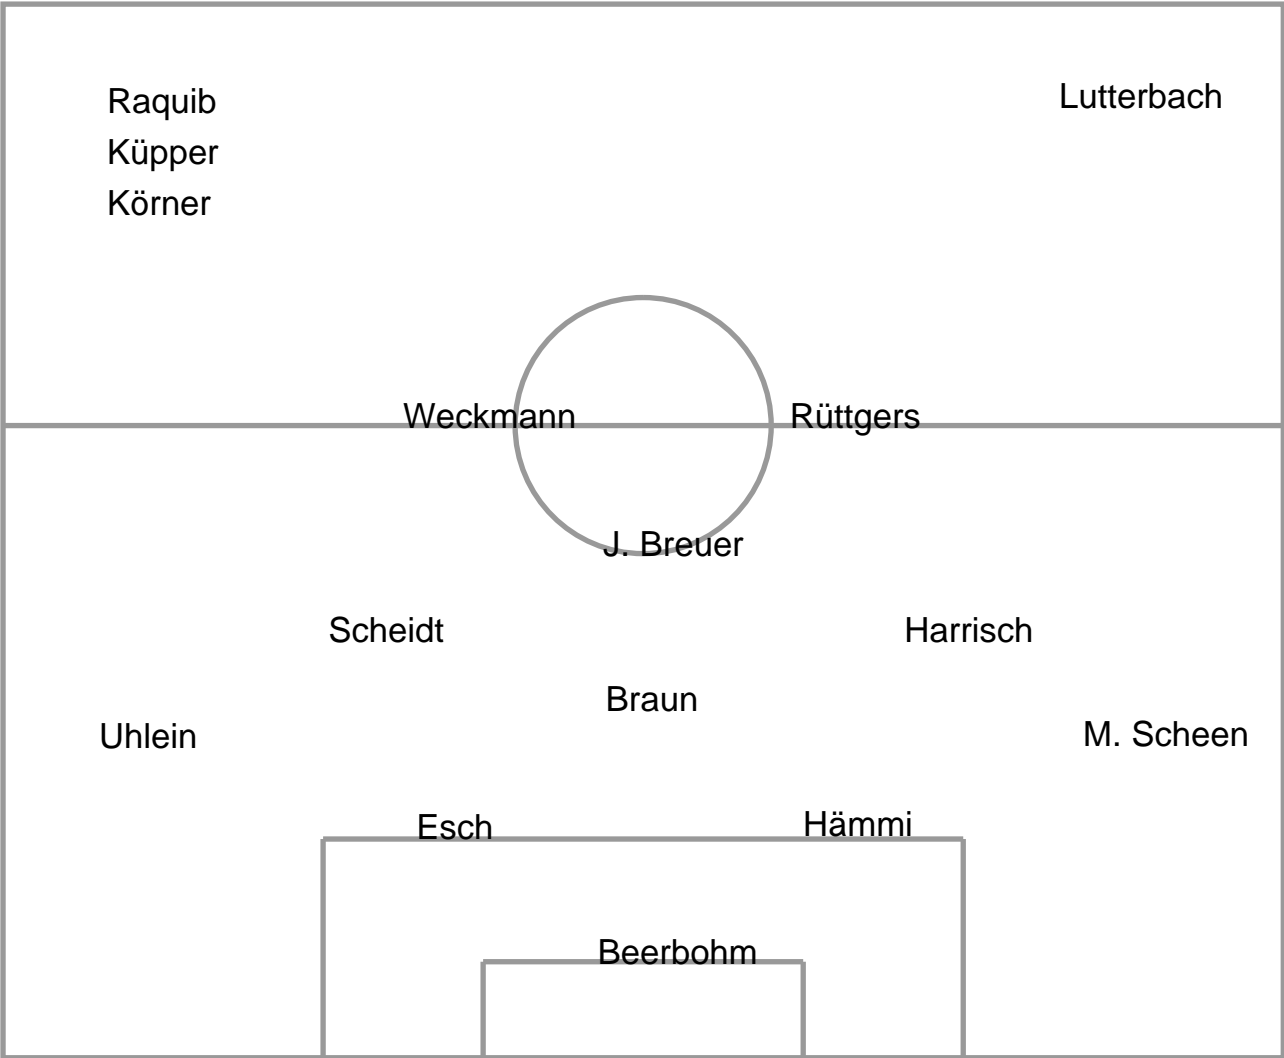 Raquib
Lutterbach
Küpper
Körner
Weckmann
Rüttgers
J. Breuer
Scheidt
Harrisch
Braun
Uhlein
M. Scheen
Esch
Hämmi
Beerbohm